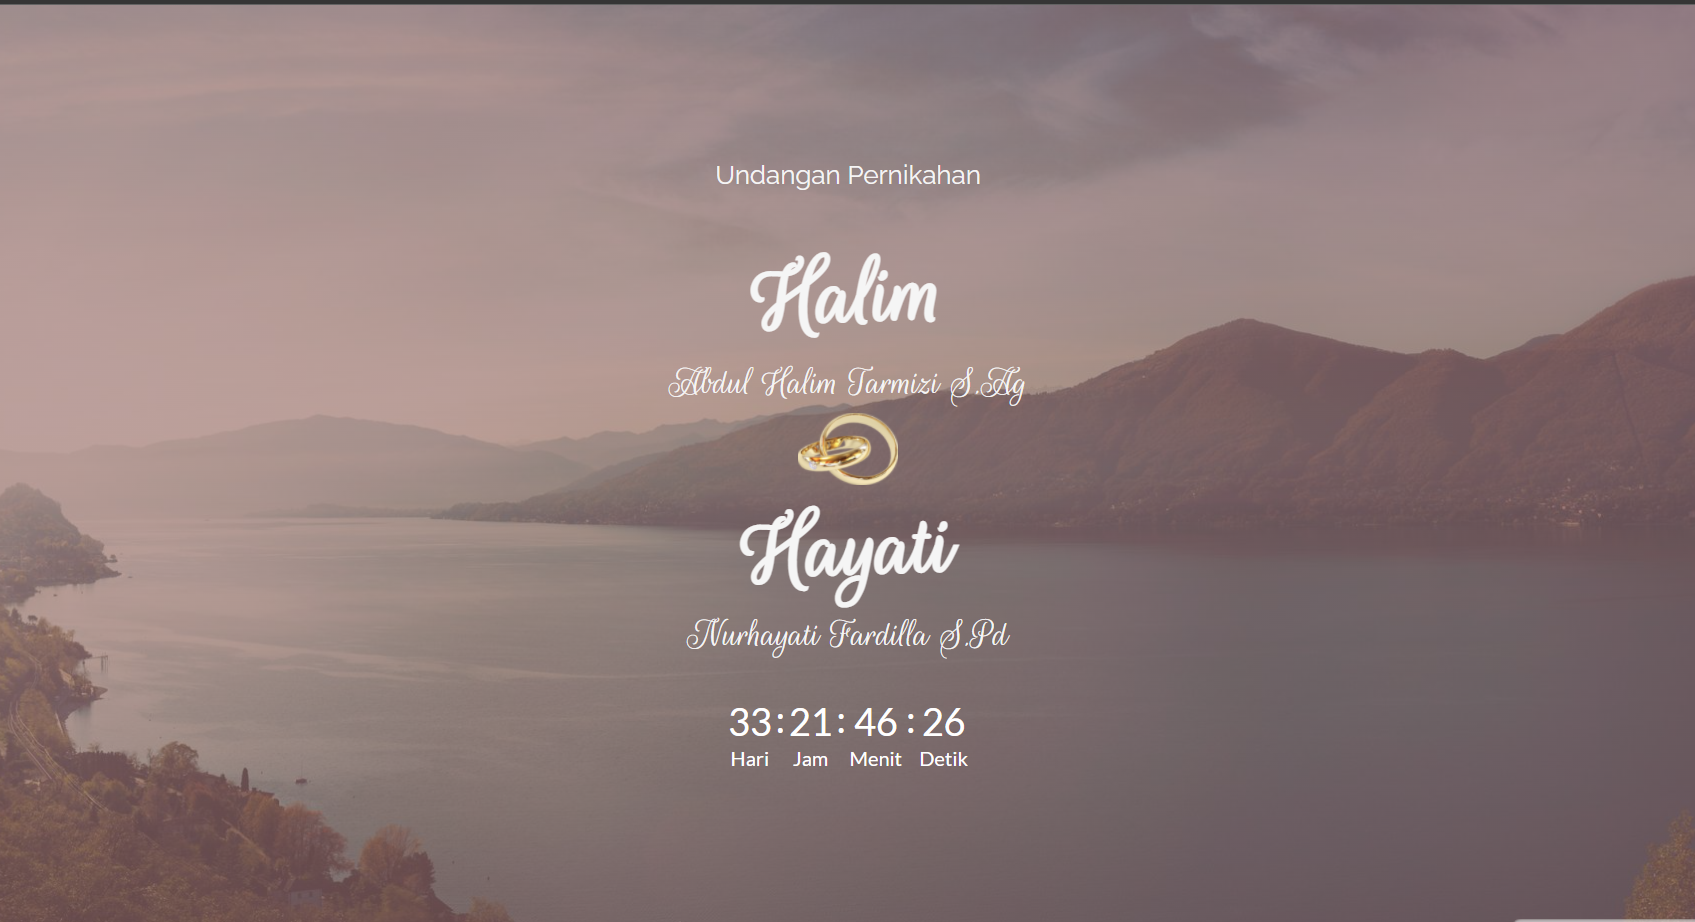 Undangan Pernikahan
Halim
Abdul Halim Tarmizi S.Ag
Hayati
Nurhayati Fardilla S.Pd
33 : 21 : 46 : 26
Hari Jam Menit Detik